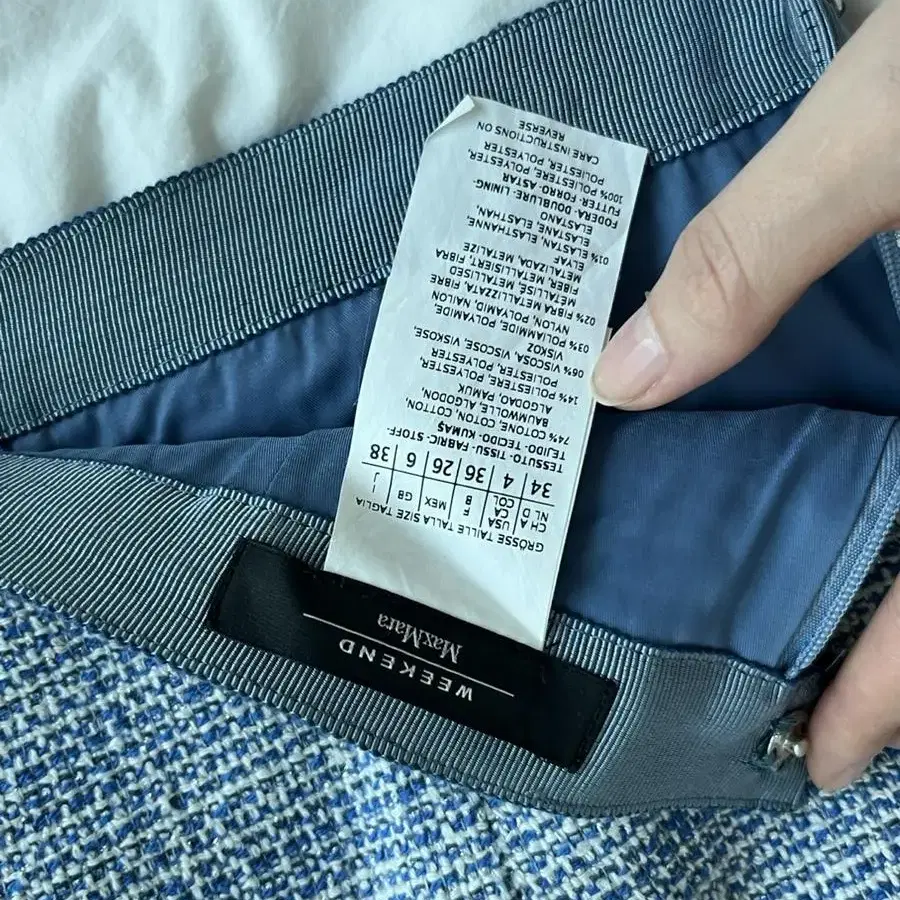 WEEKEND
MaxMara
GRÖSSE TAILLE TALLA SIZE TAGLIA
CH A USA F MEX GB I
NL D CA COL B J
34 4 36 26 6 38
TESSUTO- TISSU- FABRIC- STOFF-
TEJIDO- TECIDO- KUMAŞ
74% COTONE, COTON, COTTON,
BAUMWOLLE, ALGODON,
ALGODAO, PAMUK
14% POLIESTERE, POLYESTER,
POLIESTER, POLYESTER
06% VISCOSA, VISCOSE, VISKOSE,
VISKOZ
03% POLIAMMIDE, POLYAMIDE,
NYLON, POLYAMID, NAILON
02% FIBRA METALLIZZATA, FIBRE
MÉTALLISÉ, METALLISED
FIBER, METALLISIERT, FIBRA
METALIZADA, METALIZE
ELYAF
01% ELASTAN, ELASTHANNE,
ELASTANE, ELASTHAN,
ELASTANO
FODERA- DOUBLURE- LINING-
FUTTER- FORRO- ASTAR
100% POLIESTERE, POLYESTER,
POLIESTER, POLYESTER
CARE INSTRUCTIONS ON
REVERSE